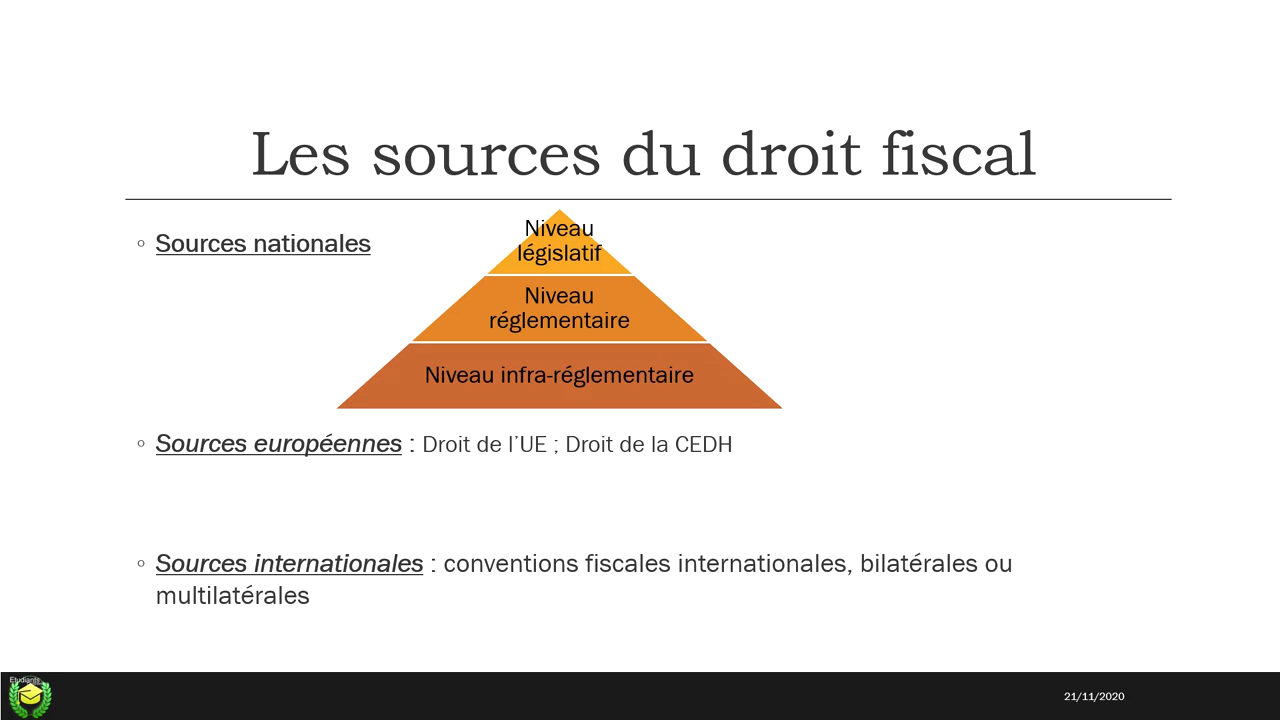 Les sources du droit fiscal
◦ Sources nationales
Niveau
législatif
Niveau
réglementaire
Niveau infra-réglementaire
◦ Sources européennes : Droit de l’UE ; Droit de la CEDH
◦ Sources internationales : conventions fiscales internationales, bilatérales ou
multilatérales
Etudiants
21/11/2020